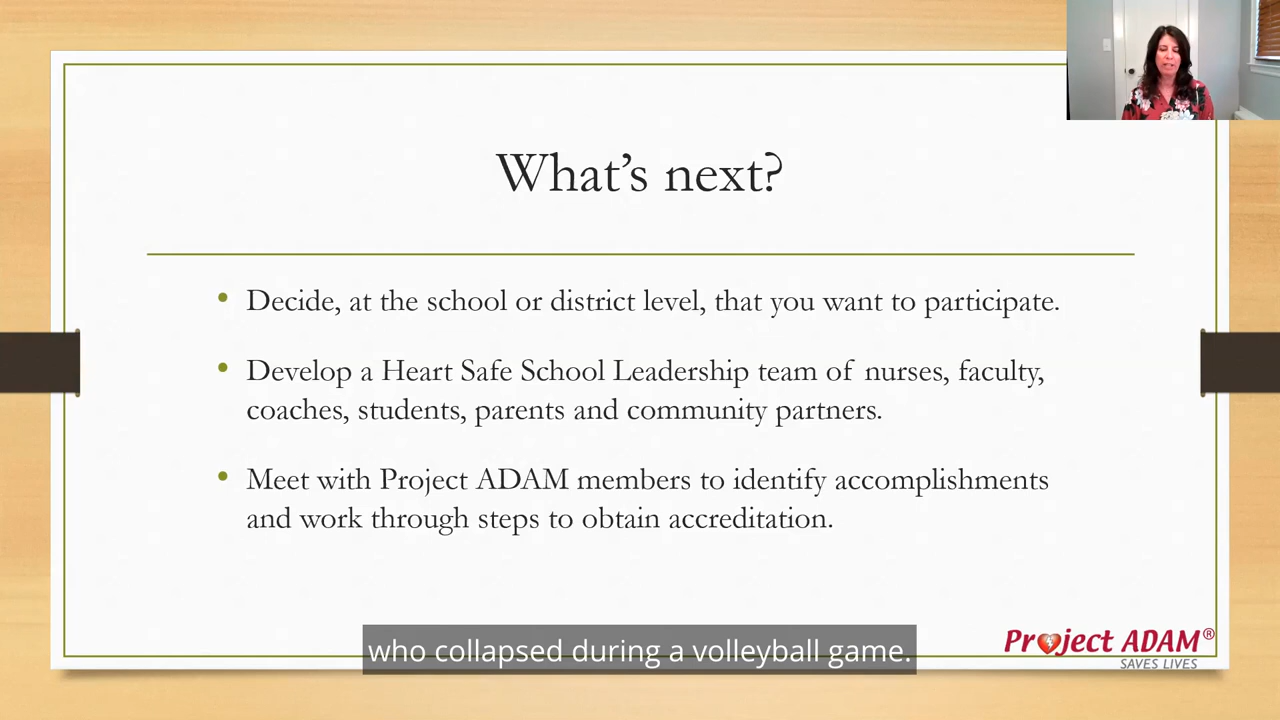 What's next?
• Decide, at the school or district level, that you want to participate.
• Develop a Heart Safe School Leadership team of nurses, faculty,
coaches, students, parents and community partners.
• Meet with Project ADAM members to identify accomplishments
and work through steps to obtain accreditation.
who collapsed during a volleyball game.
Project ADAM®
SAVES LIVES